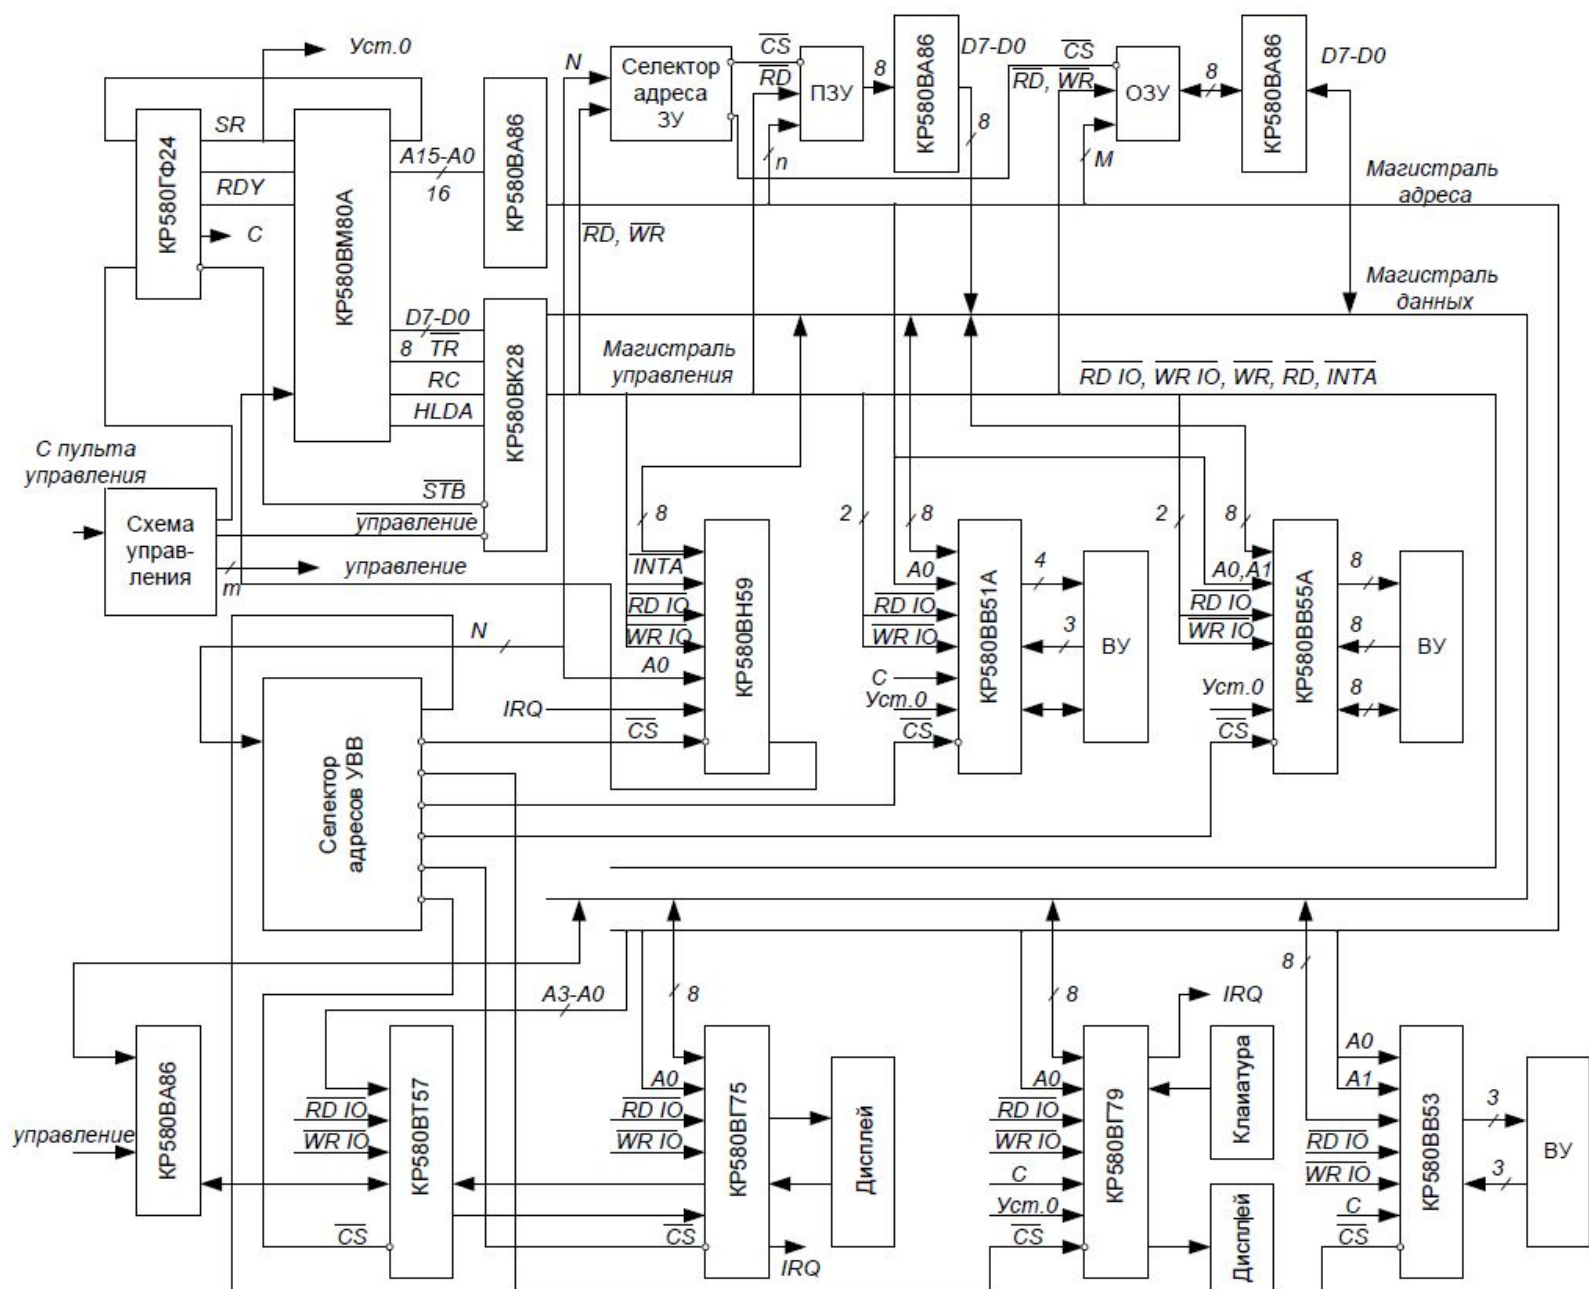 Уст.0
КР580ГФ24
SR
RDY
C
КР580ВМ80А
A15-A0
16
КР580ВА86
N
Селектор
адреса
ЗУ
CS
RD
ПЗУ
8
КР580ВА86
D7-D0
8
n
CS
RD, WR
ОЗУ
8
M
КР580ВА86
D7-D0
Магистраль
адреса
RD, WR
Магистраль
данных
D7-D0
8
TR
RC
HLDA
КР580ВК28
Магистраль
управления
RD IO, WR IO, WR, RD, INTA
С пульта
управления
Схема
управ-
ления
STB
управление
m
управление
8
INTA
RD IO
WR IO
A0
IRQ
CS
КР580ВН59
2
8
A0
RD IO
WR IO
C
Уст.0
CS
КР580ВВ51А
4
3
ВУ
2
8
A0,A1
RD IO
WR IO
Уст.0
CS
КР580ВВ55А
8
8
8
ВУ
N
Селектор
адресов УВВ
управление
КР580ВА86
A3-A0
RD IO
WR IO
CS
КР580ВТ57
8
A0
RD IO
WR IO
CS
КР580ВГ75
IRQ
Дисплей
8
A0
RD IO
WR IO
C
Уст.0
CS
КР580ВГ79
IRQ
Клаиатура
Дисплей
8
A0
A1
RD IO
WR IO
C
CS
КР580ВВ53
3
3
ВУ